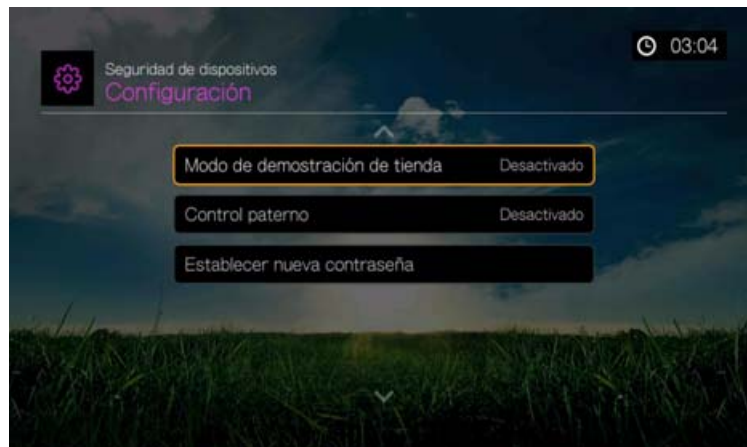 03:04
Seguridad de dispositivos
Configuración
Modo de demostración de tienda Desactivado
Control paterno Desactivado
Establecer nueva contraseña